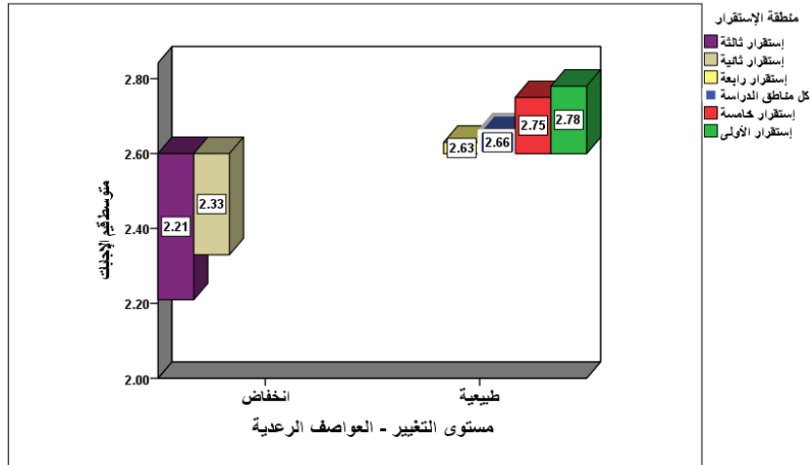 منطقة الإستقرار
إستقرار ثالثة
إستقرار ثانية
إستقرار رابعة
كل مناطق الدراسة
إستقرار خامسة
إستقرار الأولى
متوسط قيم الإجابات
2.80
2.60
2.40
2.20
2.00
2.21
2.33
2.63
2.66
2.75
2.78
انخفاض
طبيعية
مستوى التغيير - العواصف الرعدية